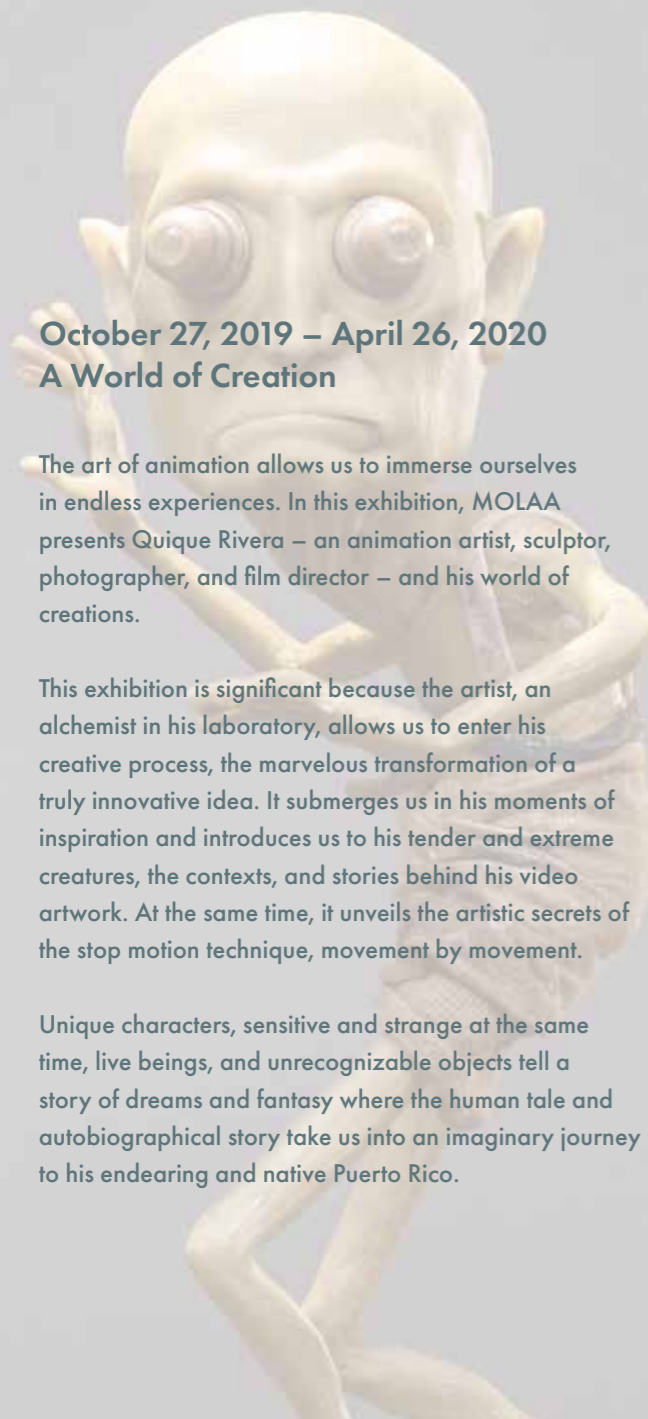 October 27, 2019 – April 26, 2020
A World of Creation
The art of animation allows us to immerse ourselves
in endless experiences. In this exhibition, MOLAA
presents Quique Rivera – an animation artist, sculptor,
photographer, and film director – and his world of
creations.
This exhibition is significant because the artist, an
alchemist in his laboratory, allows us to enter his
creative process, the marvelous transformation of a
truly innovative idea. It submerges us in his moments of
inspiration and introduces us to his tender and extreme
creatures, the contexts, and stories behind his video
artwork. At the same time, it unveils the artistic secrets of
the stop motion technique, movement by movement.
Unique characters, sensitive and strange at the same
time, live beings, and unrecognizable objects tell a
story of dreams and fantasy where the human tale and
autobiographical story take us into an imaginary journey
to his endearing and native Puerto Rico.